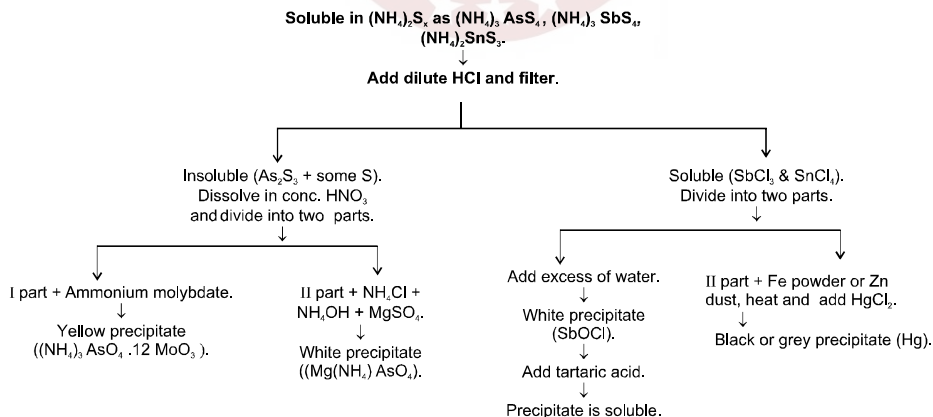 Soluble in (NH₄)₂Sₓ as (NH₄)₃ AsS₄, (NH₄)₃ SbS₄,
(NH₄)₂SnS₃.
↓
Add dilute HCl and filter.
Insoluble (As₂S₃ + some S).
Dissolve in conc. HNO₃
and divide into two parts.
↓
I part + Ammonium molybdate.
↓
Yellow precipitate
((NH₄)₃ AsO₄ .12 MoO₃ ).
II part + NH₄Cl +
NH₄OH + MgSO₄.
↓
White precipitate
((Mg(NH₄) AsO₄).
Soluble (SbCl₃ & SnCl₄).
Divide into two parts.
↓
Add excess of water.
↓
White precipitate
(SbOCl).
↓
Add tartaric acid.
↓
Precipitate is soluble.
II part + Fe powder or Zn
dust, heat and add HgCl₂.
↓
Black or grey precipitate (Hg).